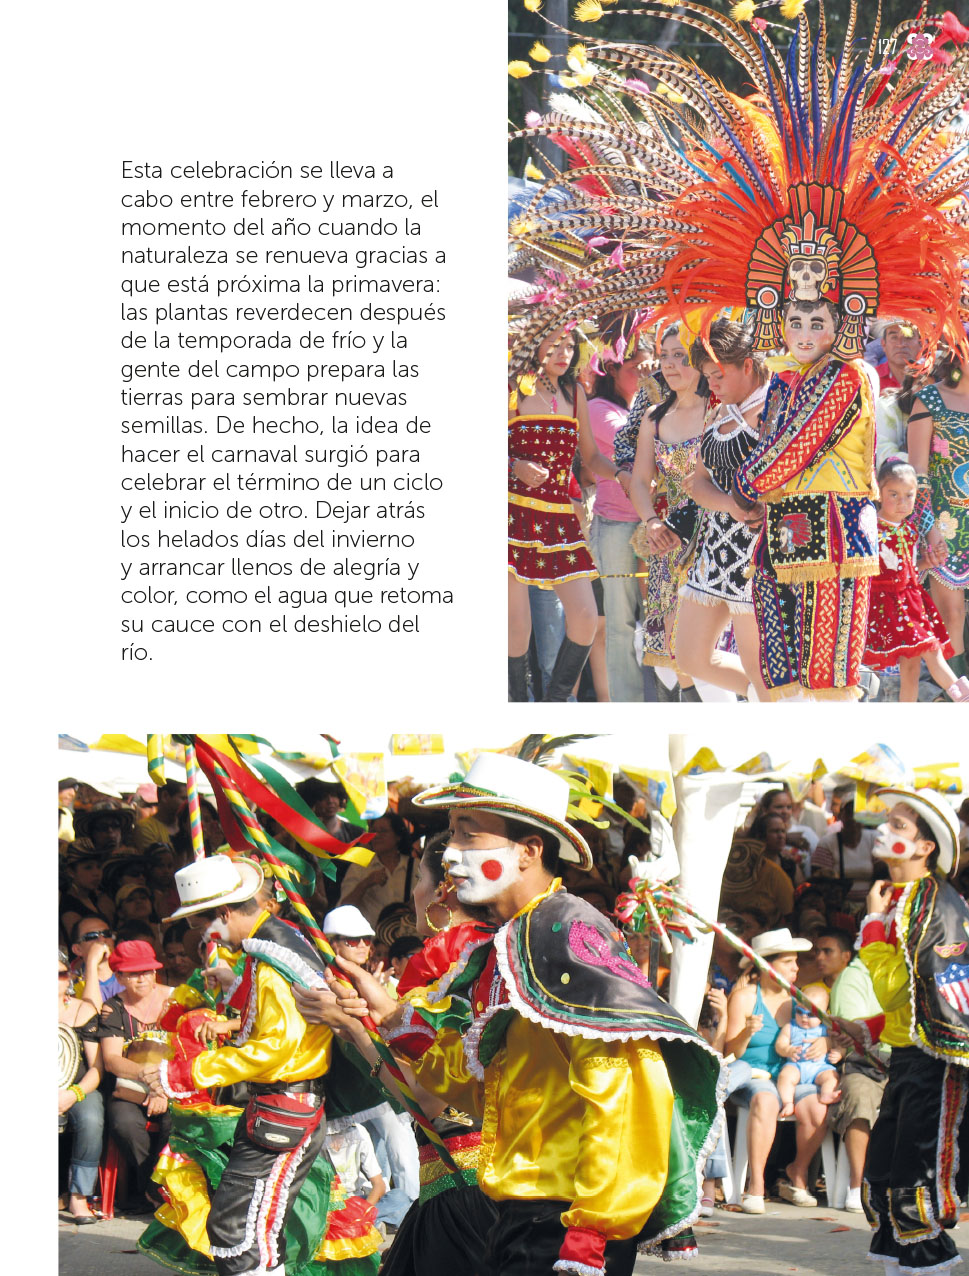 127
Esta celebración se lleva a
cabo entre febrero y marzo, el
momento del año cuando la
naturaleza se renueva gracias a
que está próxima la primavera:
las plantas reverdecen después
de la temporada de frío y la
gente del campo prepara las
tierras para sembrar nuevas
semillas. De hecho, la idea de
hacer el carnaval surgió para
celebrar el término de un ciclo
y el inicio de otro. Dejar atrás
los helados días del invierno
y arrancar llenos de alegría y
color, como el agua que retoma
su cauce con el deshielo del
río.